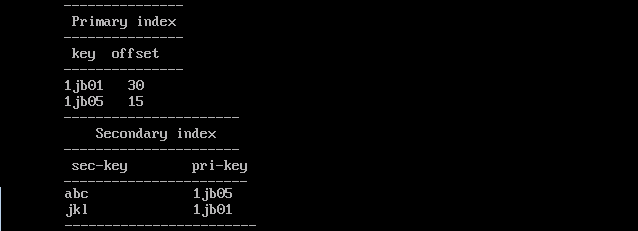 ---------------
Primary index
---------------
key offset
---------------
1jb01 30
1jb05 15
----------------------
Secondary index
----------------------
sec-key pri-key
-----------------------
abc 1jb05
jkl 1jb01
------------------------